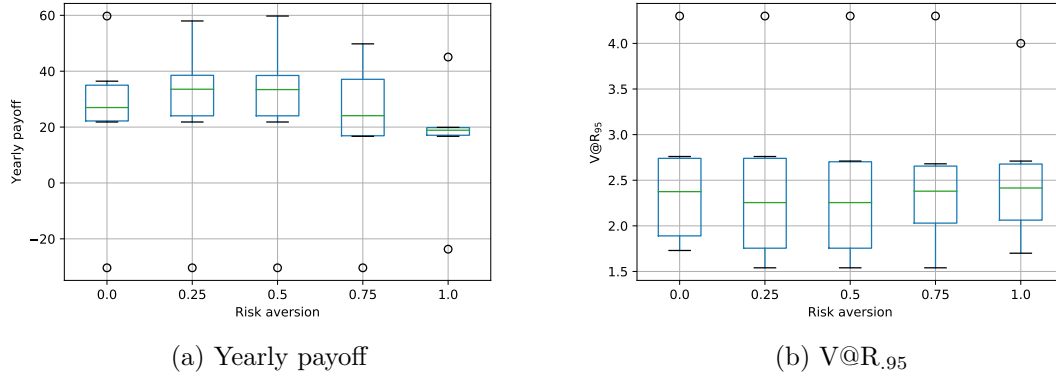 60
40
20
0
−20
Yearly payoff
0.0 0.25 0.5 0.75 1.0
Risk aversion
(a) Yearly payoff
4.0
3.5
3.0
2.5
2.0
1.5
V@R95
0.0 0.25 0.5 0.75 1.0
Risk aversion
(b) V@R.95